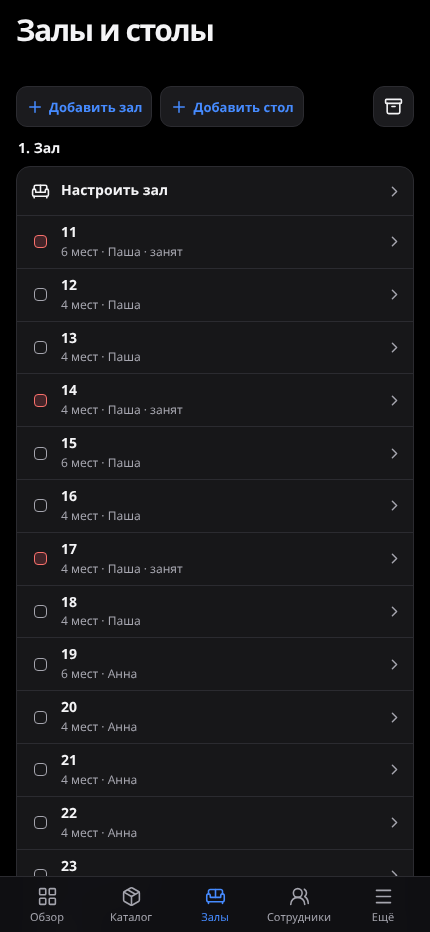 Залы и столы
Добавить зал
Добавить стол
1. Зал
Настроить зал
11
6 мест · Паша · занят
12
4 мест · Паша
13
4 мест · Паша
14
4 мест · Паша · занят
15
6 мест · Паша
16
4 мест · Паша
17
4 мест · Паша · занят
18
4 мест · Паша
19
6 мест · Анна
20
4 мест · Анна
21
4 мест · Анна
22
4 мест · Анна
23
Обзор
Каталог
Залы
Сотрудники
Ещё